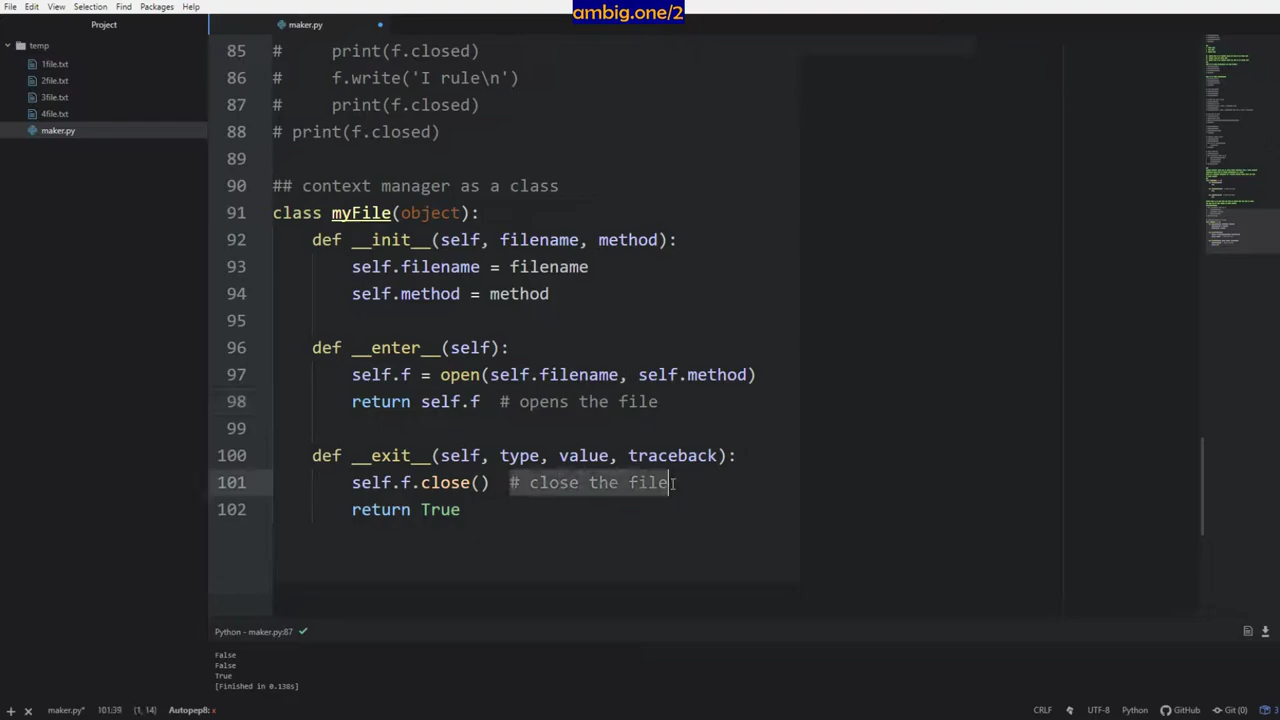 ambig.one/2
File Edit View Selection Find Packages Help
Project
maker.py
temp
1file.txt
2file.txt
3file.txt
4file.txt
maker.py
85 #     print(f.closed)
86 #     f.write('I rule\n')
87 #     print(f.closed)
88 # print(f.closed)
89
90 ## context manager as a class
91 class myFile(object):
92     def __init__(self, filename, method):
93         self.filename = filename
94         self.method = method
95
96     def __enter__(self):
97         self.f = open(self.filename, self.method)
98         return self.f  # opens the file
99
100     def __exit__(self, type, value, traceback):
101         self.f.close()  # close the file
102         return True
Python - maker.py:87
False
False
True
[Finished in 0.138s]
maker.py* 101:39 (1, 14) Autopep8: x CRLF UTF-8 Python GitHub Git (0) 3